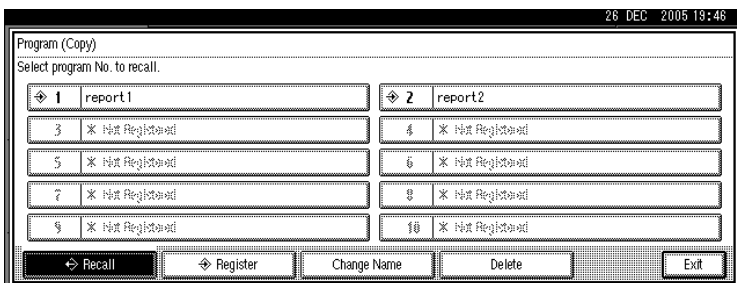 26 DEC 2005 19:46
Program (Copy)
Select program No. to recall.
1 report1
2 report2
3 * Not Registered
4 * Not Registered
5 * Not Registered
6 * Not Registered
7 * Not Registered
8 * Not Registered
9 * Not Registered
10 * Not Registered
Recall Register Change Name Delete Exit